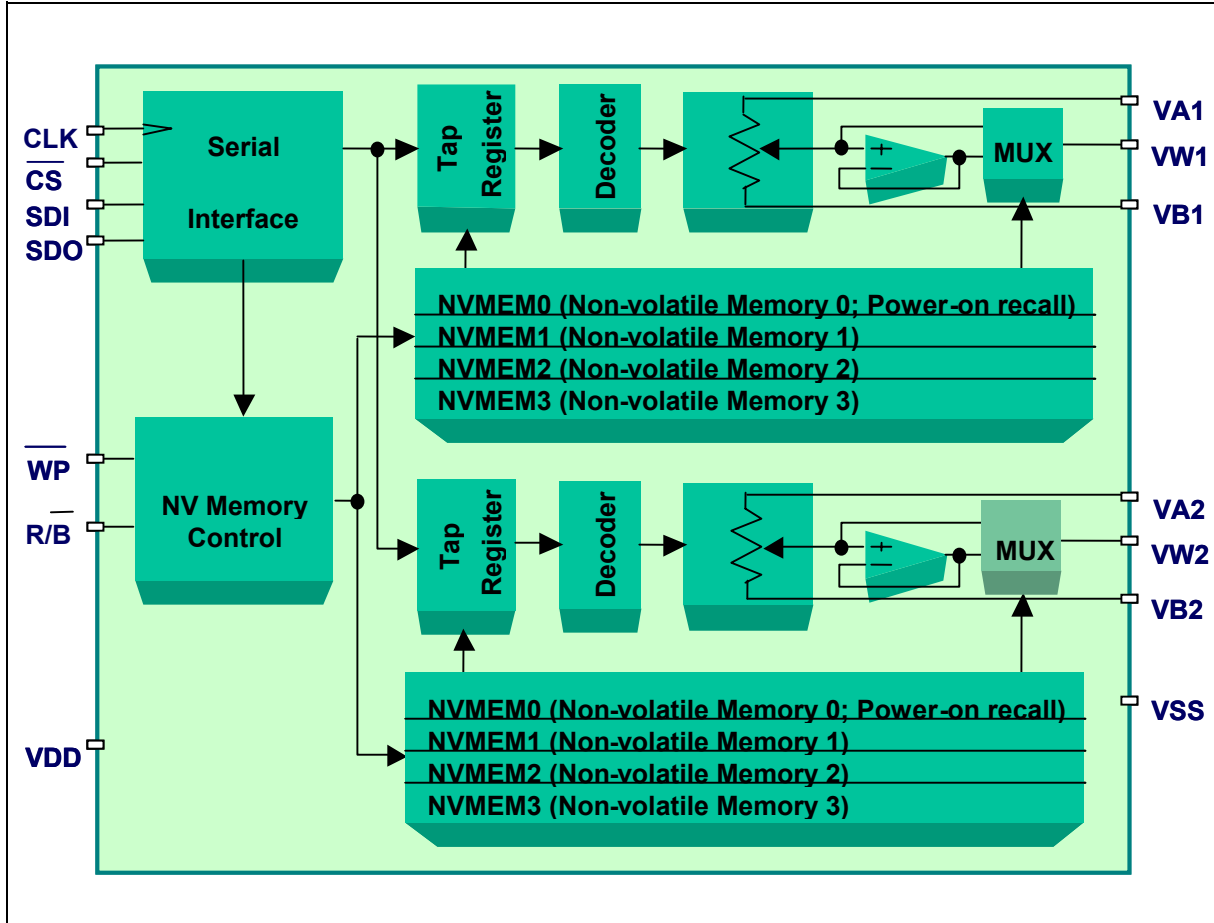 CLK
CS
SDI
SDO
Serial
Interface
Tap
Register
Decoder
+
MUX
VA1
VW1
VB1
NVMEM0 (Non-volatile Memory 0; Power-on recall)
NVMEM1 (Non-volatile Memory 1)
NVMEM2 (Non-volatile Memory 2)
NVMEM3 (Non-volatile Memory 3)
WP
R/B
NV Memory
Control
Tap
Register
Decoder
+
MUX
VA2
VW2
VB2
NVMEM0 (Non-volatile Memory 0; Power-on recall)
NVMEM1 (Non-volatile Memory 1)
NVMEM2 (Non-volatile Memory 2)
NVMEM3 (Non-volatile Memory 3)
VSS
VDD